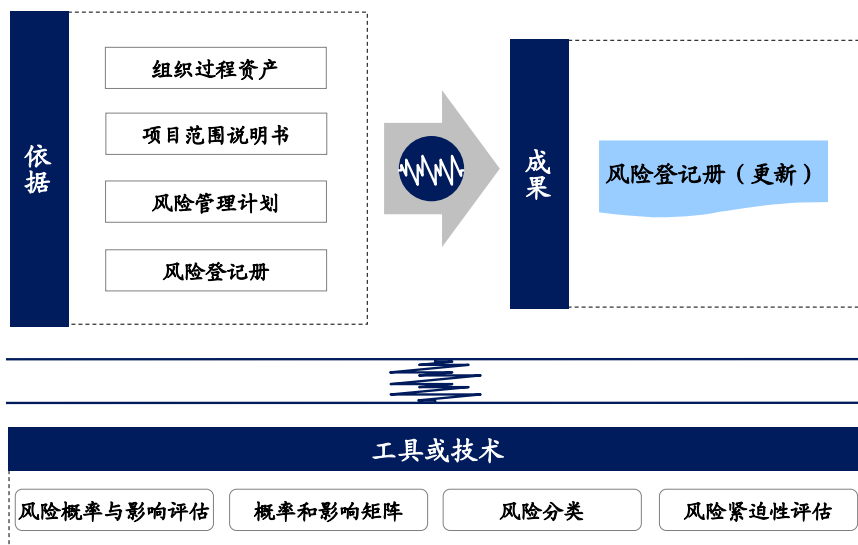 依据
组织过程资产
项目范围说明书
风险管理计划
风险登记册
成果
风险登记册（更新）
工具或技术
风险概率与影响评估
概率和影响矩阵
风险分类
风险紧迫性评估